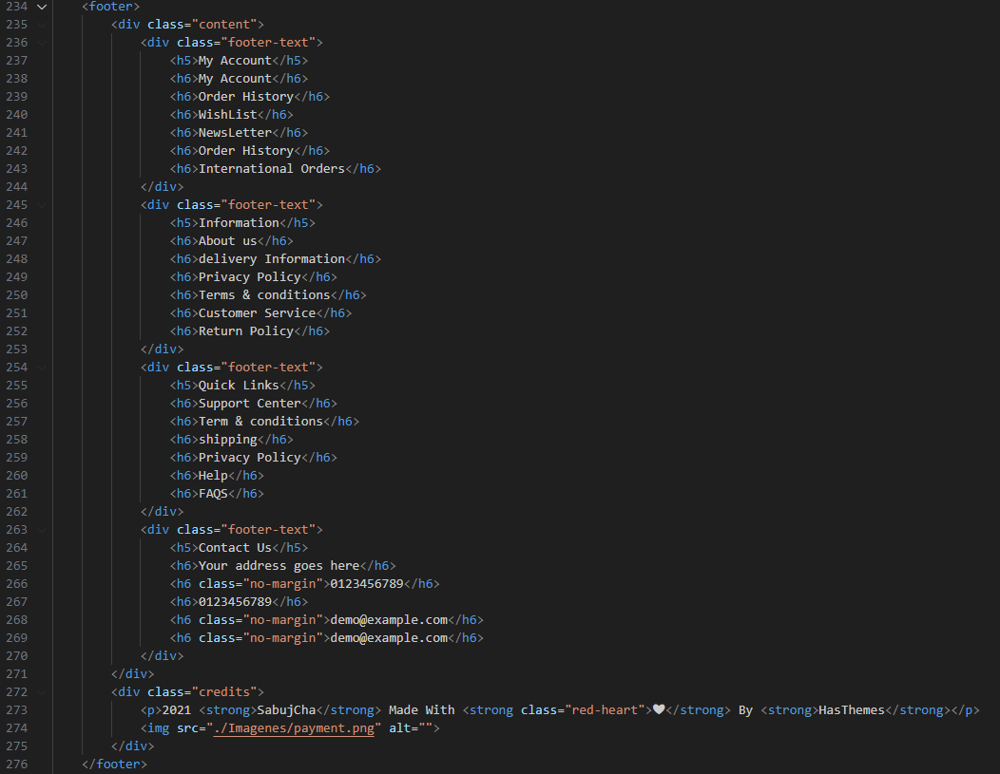 234 <footer>
235 <div class="content">
236 <div class="footer-text">
237 <h5>My Account</h5>
238 <h6>My Account</h6>
239 <h6>Order History</h6>
240 <h6>WishList</h6>
241 <h6>NewsLetter</h6>
242 <h6>Order History</h6>
243 <h6>International Orders</h6>
244 </div>
245 <div class="footer-text">
246 <h5>Information</h5>
247 <h6>About us</h6>
248 <h6>delivery Information</h6>
249 <h6>Privacy Policy</h6>
250 <h6>Terms & conditions</h6>
251 <h6>Customer Service</h6>
252 <h6>Return Policy</h6>
253 </div>
254 <div class="footer-text">
255 <h5>Quick Links</h5>
256 <h6>Support Center</h6>
257 <h6>Term & conditions</h6>
258 <h6>shipping</h6>
259 <h6>Privacy Policy</h6>
260 <h6>Help</h6>
261 <h6>FAQS</h6>
262 </div>
263 <div class="footer-text">
264 <h5>Contact Us</h5>
265 <h6>Your address goes here</h6>
266 <h6 class="no-margin">0123456789</h6>
267 <h6>0123456789</h6>
268 <h6 class="no-margin">demo@example.com</h6>
269 <h6 class="no-margin">demo@example.com</h6>
270 </div>
271 </div>
272 <div class="credits">
273 <p>2021 <strong>SabujCha</strong> Made With <strong class="red-heart">🖤</strong> By <strong>HasThemes</strong></p>
274 <img src="./Imagenes/payment.png" alt="">
275 </div>
276 </footer>